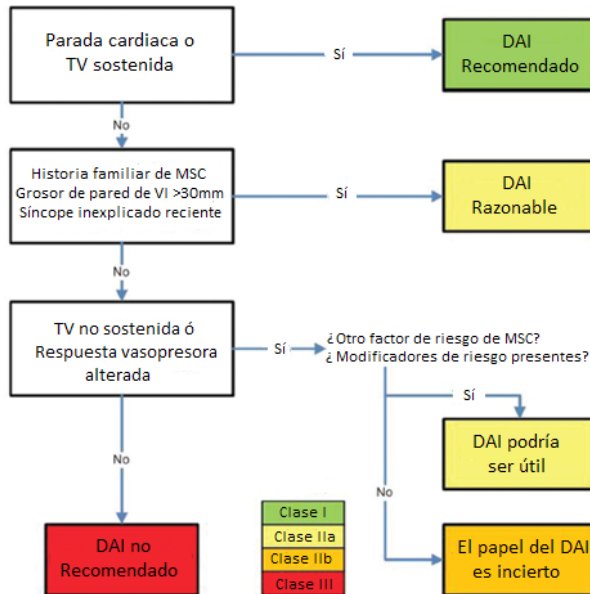 Parada cardiaca o
TV sostenida
Sí
DAI
Recomendado
No
Historia familiar de MSC
Grosor de pared de VI >30mm
Síncope inexplicado reciente
Sí
DAI
Razonable
No
TV no sostenida ó
Respuesta vasopresora
alterada
Sí
¿Otro factor de riesgo de MSC?
¿Modificadores de riesgo presentes?
Sí
DAI podría
ser útil
No
No
DAI no
Recomendado
Clase I
Clase IIa
Clase IIb
Clase III
El papel del DAI
es incierto